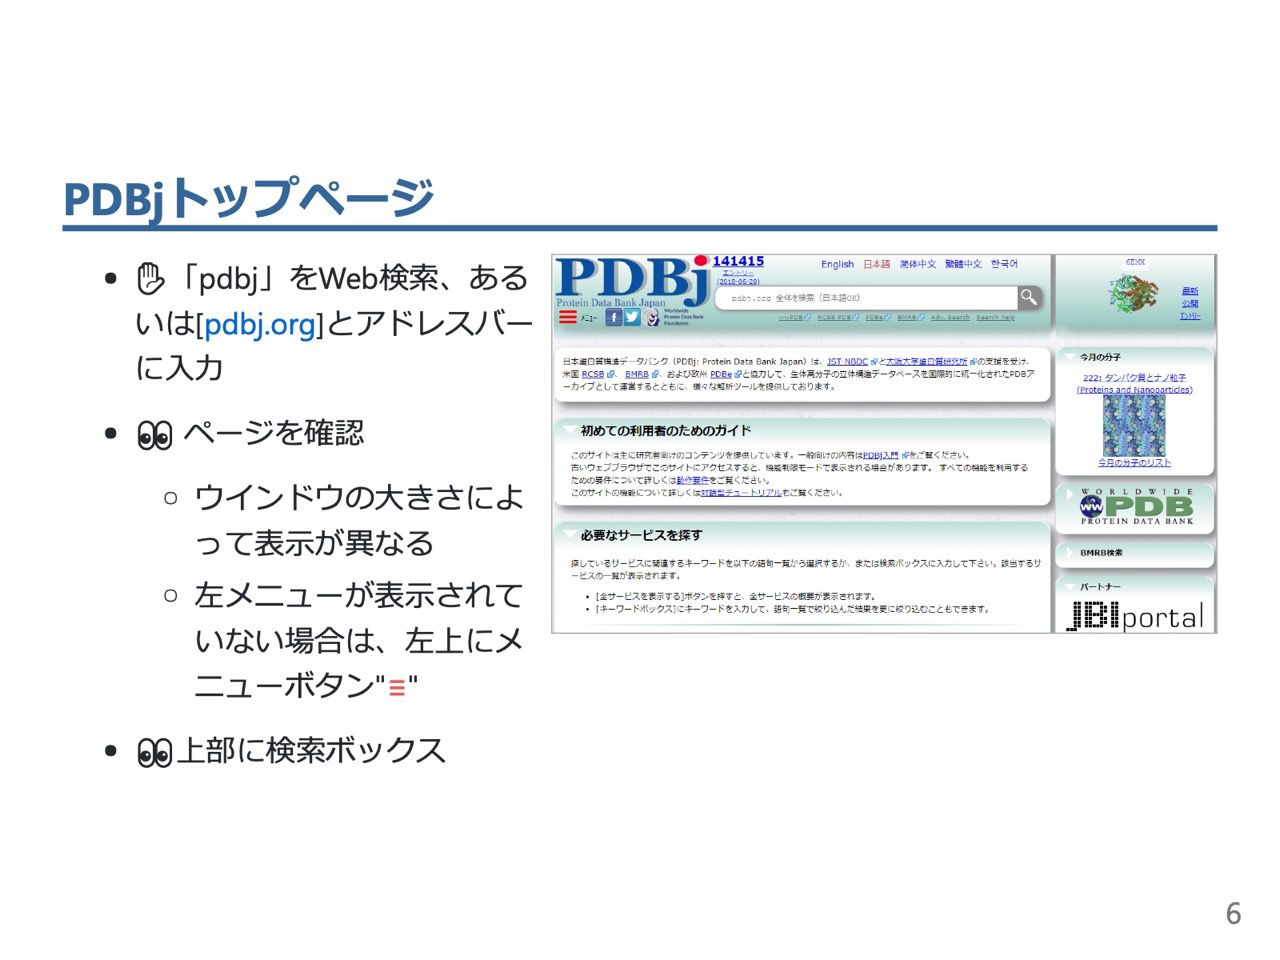 PDBjトップページ
✋「pdbj」をWeb検索、ある
いは[pdbj.org]とアドレスバー
に入力
👀 ページを確認
ウインドウの大きさによ
って表示が異なる
左メニューが表示されて
いない場合は、左上にメ
ニューボタン"≡"
👀上部に検索ボックス
PDBj
Protein Data Bank Japan
141415
エントリー
(2018-06-20)
English 日本語 简体中文 繁體中文 한국어
pdbj.org 全体を検索 (日本語OK)
メニュー
Worldwide
Protein Data Bank
Foundation
wwPDB RCSB PDB PDBe BMRB Adv. Search Search help
日本蛋白質構造データバンク (PDBj: Protein Data Bank Japan) は、JST-NBDC と大阪大学蛋白質研究所 の支援を受け、
米国 RCSB 、 BMRB 、および欧州 PDBe と協力して、生体高分子の立体構造データベースを国際的に統一化されたPDBア
ーカイブとして運営するとともに、様々な解析ツールを提供しております。
初めての利用者のためのガイド
このサイトは主に研究者向けのコンテンツを提供しています。一般向けの内容はPDBj入門 をご覧ください。
古いウェブブラウザでこのサイトにアクセスすると、機能制限モードで表示される場合があります。 すべての機能を利用する
ための要件について詳しくは動作要件をご覧ください。
このサイトの機能について詳しくは対話型チュートリアルもご覧ください。
必要なサービスを探す
探しているサービスに関連するキーワードを以下の語句一覧から選択するか、または検索ボックスに入力して下さい。該当するサ
ービスの一覧が表示されます。
[全サービスを表示する]ボタンを押すと、全サービスの概要が表示されます。
[キーワードボックス]にキーワードを入力して、語句一覧で絞り込んだ結果を更に絞り込むこともできます。
6EMX
最新
公開
エントリー
今月の分子
222: タンパク質とナノ粒子
(Proteins and Nanoparticles)
今月の分子のリスト
WORLDWIDE
ww PDB
PROTEIN DATA BANK
BMRB検索
パートナー
JBIportal
6